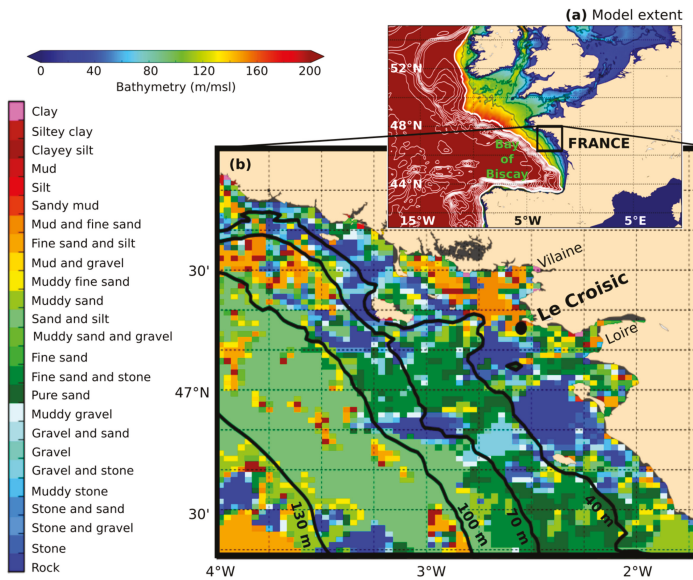 (a) Model extent
0 40 80 120 160 200
Bathymetry (m/msl)
52°N
48°N
44°N
15°W 5°W 5°E
Bay
of
Biscay
FRANCE
Clay
Siltey clay
Clayey silt
Mud
Silt
Sandy mud
Mud and fine sand
Fine sand and silt
Mud and gravel
Muddy fine sand
Muddy sand
Sand and silt
Muddy sand and gravel
Fine sand
Fine sand and stone
Pure sand
Muddy gravel
Gravel and sand
Gravel
Gravel and stone
Muddy stone
Stone and sand
Stone and gravel
Stone
Rock
(b)
Vilaine
30'
Le Croisic
Loire
47°N
30'
130 m
100 m
70 m
40 m
4°W 3°W 2°W